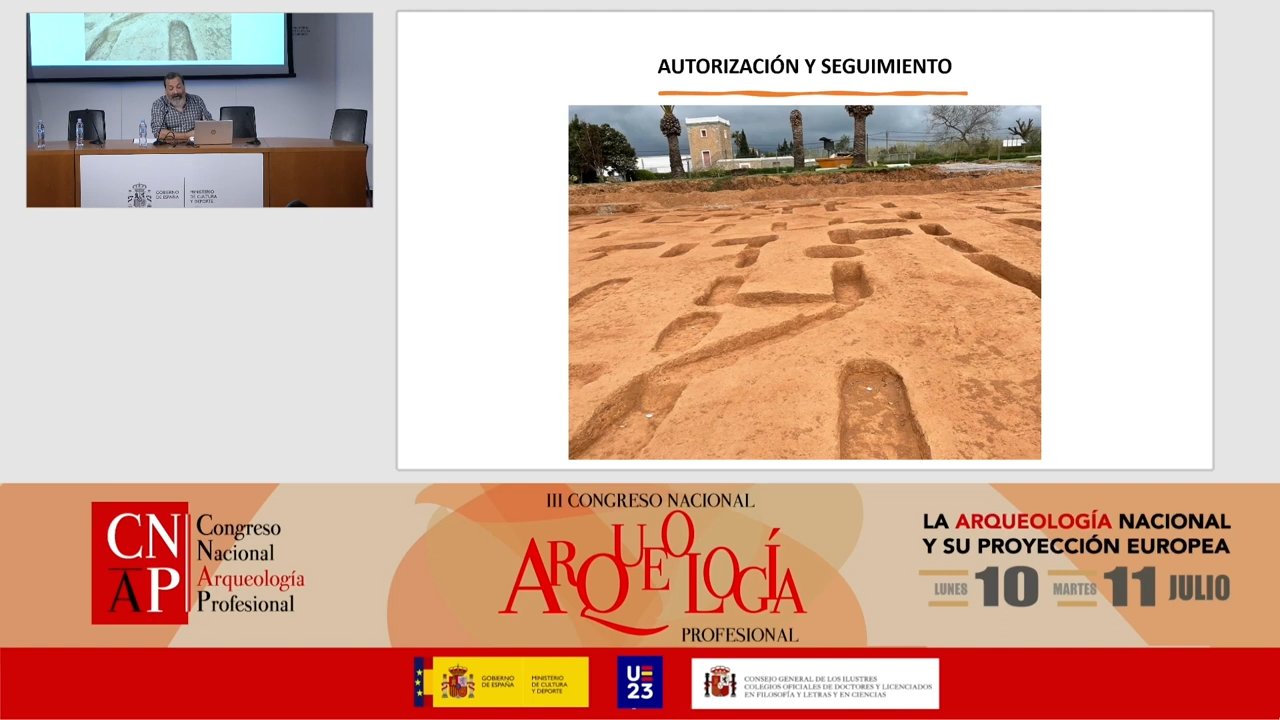 AUTORIZACIÓN Y SEGUIMIENTO
GOBIERNO
DE ESPAÑA
MINISTERIO
DE CULTURA
Y DEPORTE
CN
AP
Congreso
Nacional
Arqueología
Profesional
III CONGRESO NACIONAL
ARQUEOLOGÍA
PROFESIONAL
LA ARQUEOLOGÍA NACIONAL
Y SU PROYECCIÓN EUROPEA
LUNES 10 MARTES 11 JULIO
GOBIERNO
DE ESPAÑA
MINISTERIO
DE CULTURA
Y DEPORTE
UE
23
CONSEJO GENERAL DE LOS ILUSTRES
COLEGIOS OFICIALES DE DOCTORES Y LICENCIADOS
EN FILOSOFÍA Y LETRAS Y EN CIENCIAS